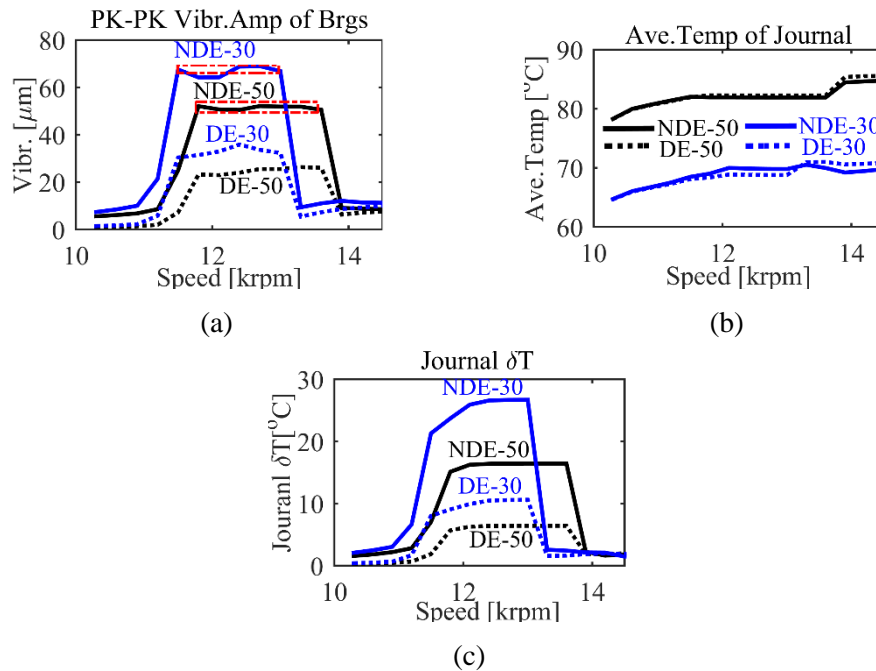 PK-PK Vibr.Amp of Brgs
80
60
40
20
0
Vibr. [μm]
NDE-30
NDE-50
DE-30
DE-50
10
12
14
Speed [krpm]
(a)
Ave.Temp of Journal
90
80
70
60
Ave.Temp [°C]
NDE-50
NDE-30
DE-50
DE-30
10
12
14
Speed [krpm]
(b)
Journal δT
30
20
10
0
Jouranl δT[°C]
NDE-30
NDE-50
DE-30
DE-50
10
12
14
Speed [krpm]
(c)